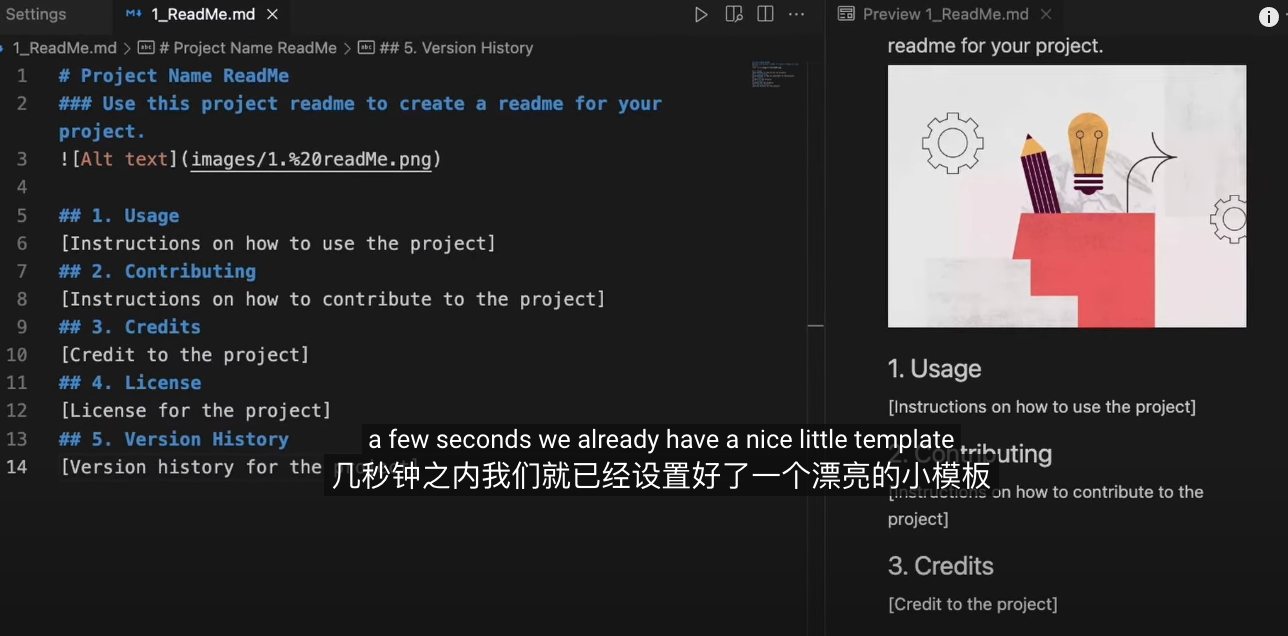 Settings
1_ReadMe.md
Preview 1_ReadMe.md
1_ReadMe.md > # Project Name ReadMe > ## 5. Version History
1 # Project Name ReadMe
2 ### Use this project readme to create a readme for your
project.
3 ![Alt text](images/1.%20readMe.png)
4
5 ## 1. Usage
6 [Instructions on how to use the project]
7 ## 2. Contributing
8 [Instructions on how to contribute to the project]
9 ## 3. Credits
10 [Credit to the project]
11 ## 4. License
12 [License for the project]
13 ## 5. Version History
14 [Version history for the
readme for your project.
1. Usage
[Instructions on how to use the project]
2. Contributing
[Instructions on how to contribute to the
project]
3. Credits
[Credit to the project]
a few seconds we already have a nice little template
几秒钟之内我们就已经设置好了一个漂亮的小模板